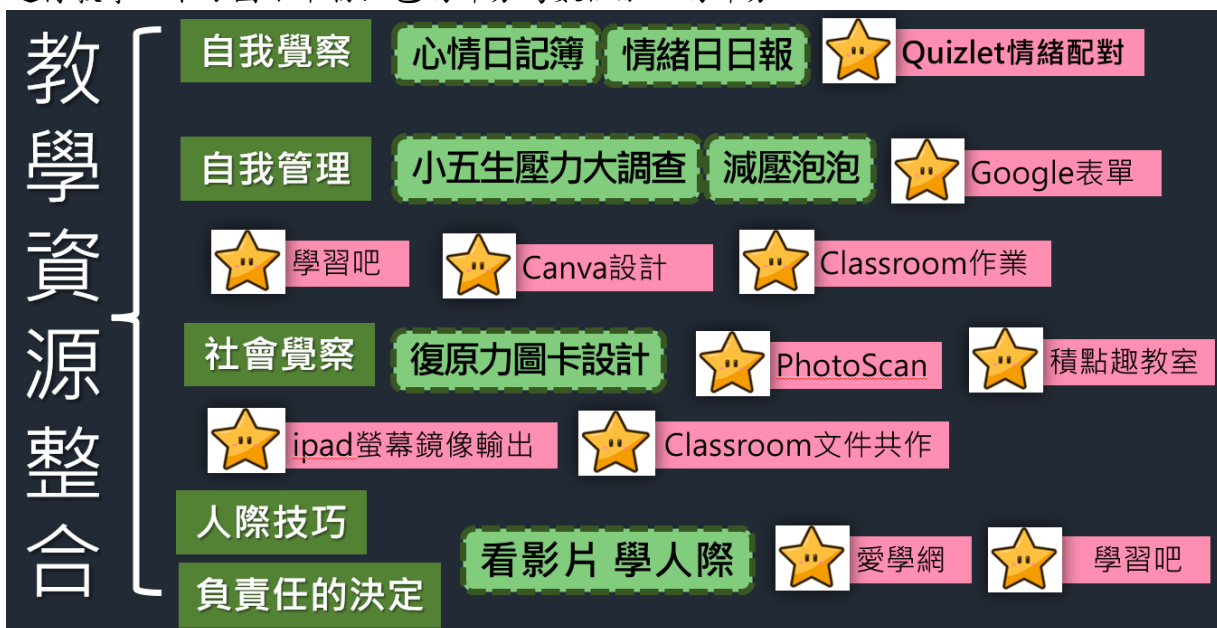 教學資源整合
自我覺察 心情日記簿 情緒日日報 Quizlet情緒配對
自我管理 小五生壓力大調查 減壓泡泡 Google表單
學習吧 Canva設計 Classroom作業
社會覺察 復原力圖卡設計 PhotoScan 積點趣教室
ipad螢幕鏡像輸出 Classroom文件共作
人際技巧
看影片 學人際 愛學網 學習吧
負責任的決定